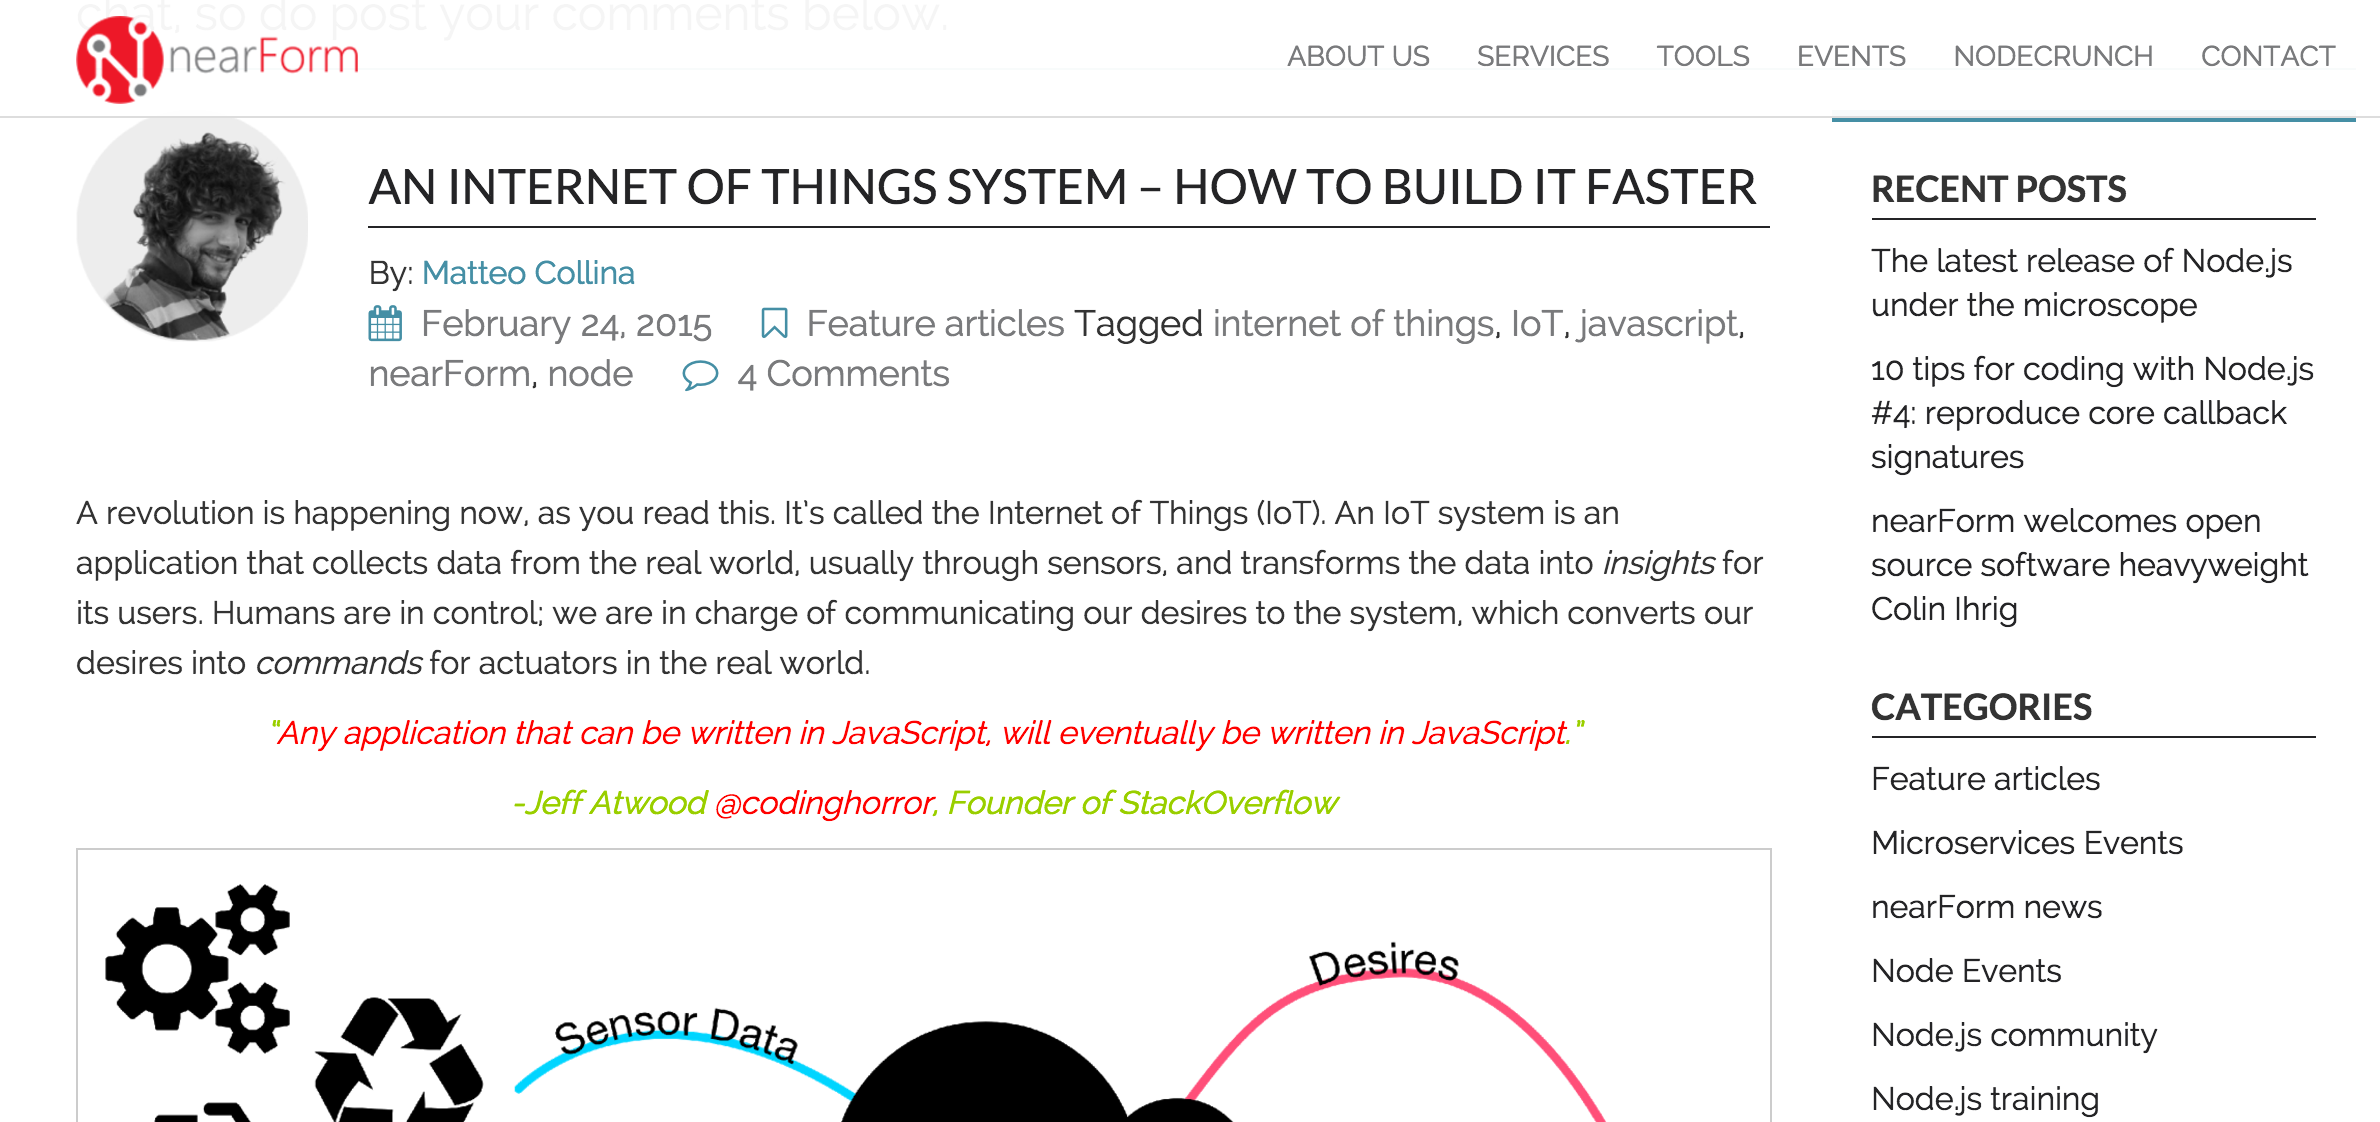 chat, so do post your comments below.
nearForm
ABOUT US SERVICES TOOLS EVENTS NODECRUNCH CONTACT
AN INTERNET OF THINGS SYSTEM – HOW TO BUILD IT FASTER
By: Matteo Collina
February 24, 2015 Feature articles Tagged internet of things, IoT, javascript,
nearForm, node 4 Comments
A revolution is happening now, as you read this. It’s called the Internet of Things (IoT). An IoT system is an
application that collects data from the real world, usually through sensors, and transforms the data into insights for
its users. Humans are in control; we are in charge of communicating our desires to the system, which converts our
desires into commands for actuators in the real world.
“Any application that can be written in JavaScript, will eventually be written in JavaScript.”
-Jeff Atwood @codinghorror, Founder of StackOverflow
Sensor Data
Desires
RECENT POSTS
The latest release of Node.js
under the microscope
10 tips for coding with Node.js
#4: reproduce core callback
signatures
nearForm welcomes open
source software heavyweight
Colin Ihrig
CATEGORIES
Feature articles
Microservices Events
nearForm news
Node Events
Node.js community
Node.js training